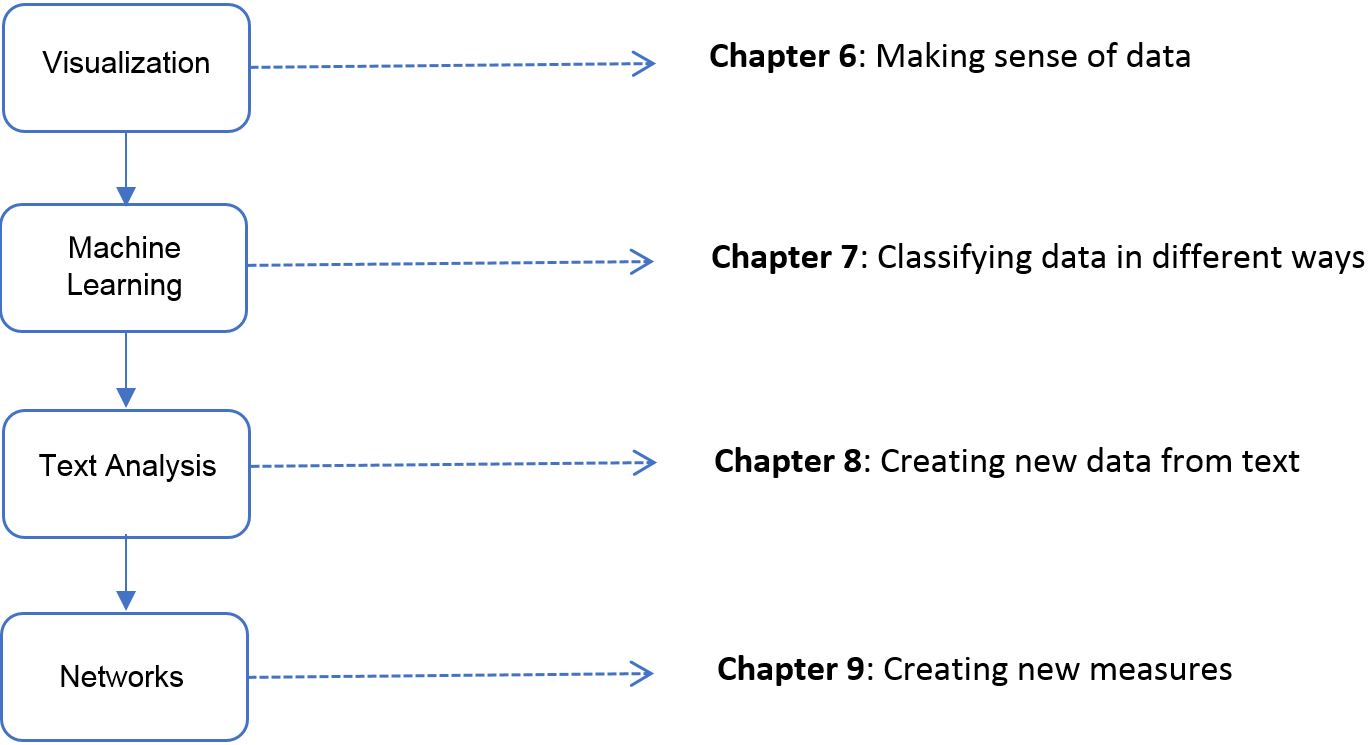 Visualization
Chapter 6: Making sense of data
Machine
Learning
Chapter 7: Classifying data in different ways
Text Analysis
Chapter 8: Creating new data from text
Networks
Chapter 9: Creating new measures